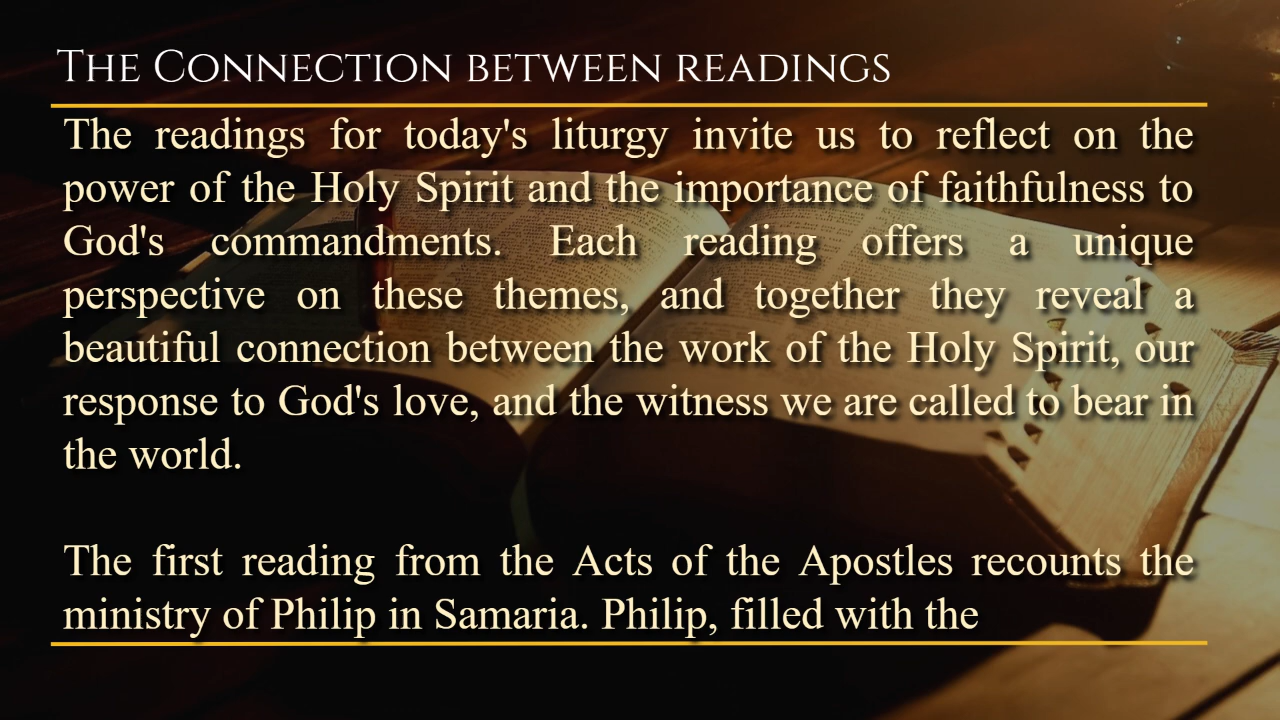 The Connection between readings
The readings for today's liturgy invite us to reflect on the
power of the Holy Spirit and the importance of faithfulness to
God's commandments. Each reading offers a unique
perspective on these themes, and together they reveal a
beautiful connection between the work of the Holy Spirit, our
response to God's love, and the witness we are called to bear in
the world.
The first reading from the Acts of the Apostles recounts the
ministry of Philip in Samaria. Philip, filled with the